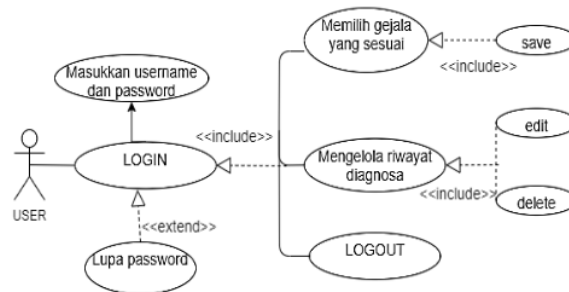 Memilih gejala
yang sesuai
save
<<include>>
Masukkan username
dan password
<<include>>
edit
LOGIN
Mengelola riwayat
diagnosa
<<include>>
USER
delete
<<extend>>
Lupa password
LOGOUT